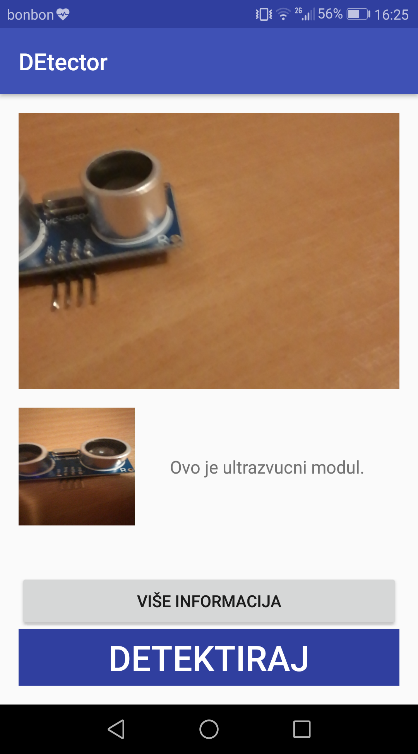 bonbon 56% 16:25
DEtector
Ovo je ultrazvucni modul.
VIŠE INFORMACIJA
DETEKTIRAJ